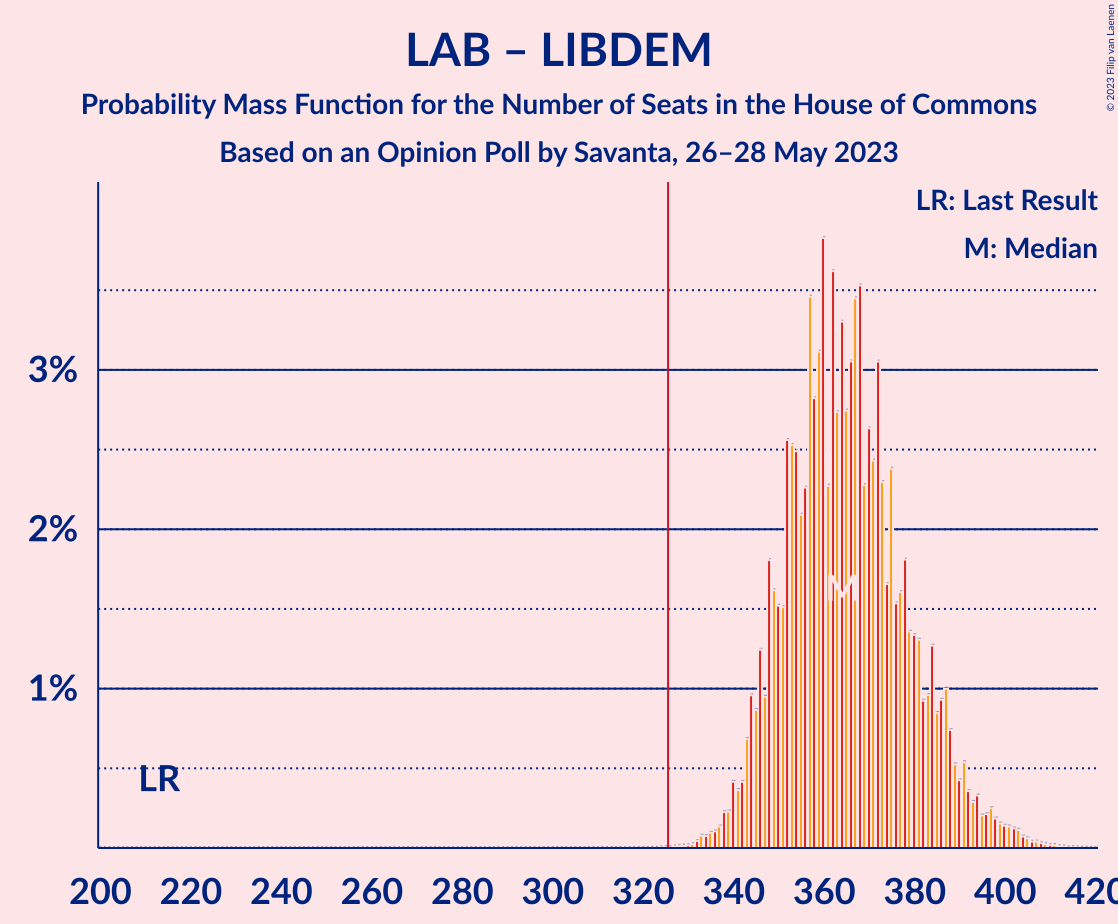 LAB – LIBDEM
Probability Mass Function for the Number of Seats in the House of Commons
Based on an Opinion Poll by Savanta, 26–28 May 2023
© 2023 Filip van Laenen
LR: Last Result
M: Median
3%
2%
1%
M
LR
200 220 240 260 280 300 320 340 360 380 400 420